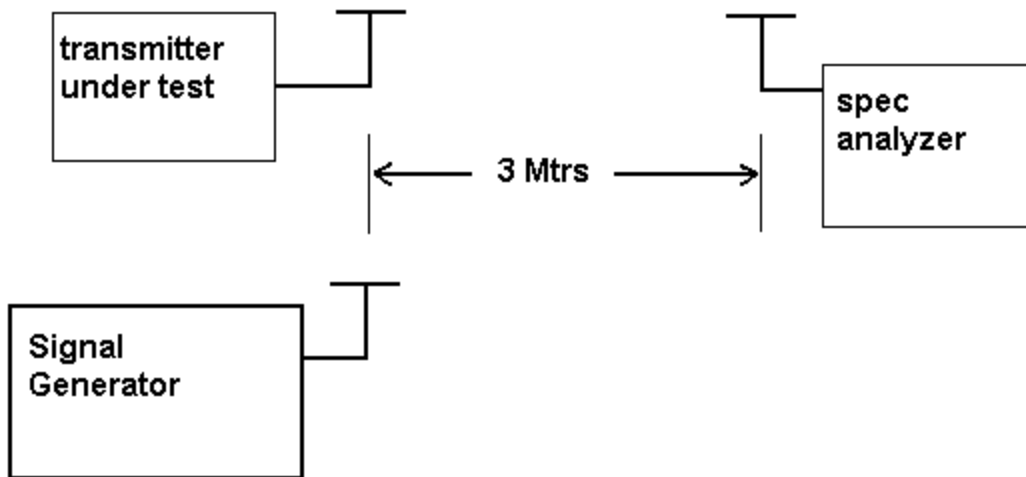 transmitter
under test
spec
analyzer
3 Mtrs
Signal
Generator